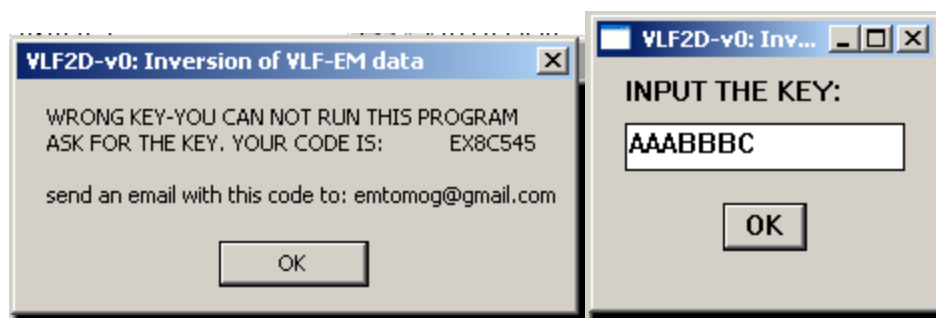 VLF2D-v0: Inversion of VLF-EM data
WRONG KEY-YOU CAN NOT RUN THIS PROGRAM
ASK FOR THE KEY. YOUR CODE IS: EX8C545
send an email with this code to: emtomog@gmail.com
OK
VLF2D-v0: Inv...
INPUT THE KEY:
AAABBBC
OK